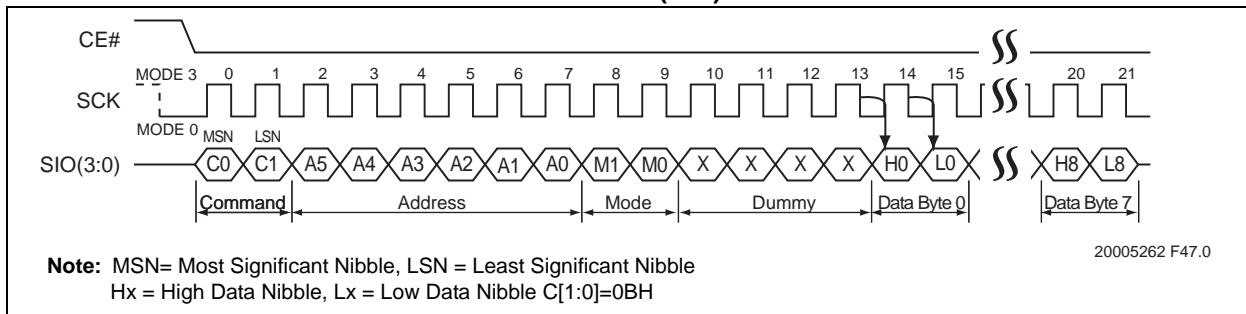 CE#
MODE 3 0 1 2 3 4 5 6 7 8 9 10 11 12 13 14 15 20 21
SCK
MODE 0 MSN LSN
SIO(3:0) C0 C1 A5 A4 A3 A2 A1 A0 M1 M0 X X X X H0 L0 H8 L8
Command Address Mode Dummy Data Byte 0 Data Byte 7
20005262 F47.0
Note: MSN= Most Significant Nibble, LSN = Least Significant Nibble
Hx = High Data Nibble, Lx = Low Data Nibble C[1:0]=0BH